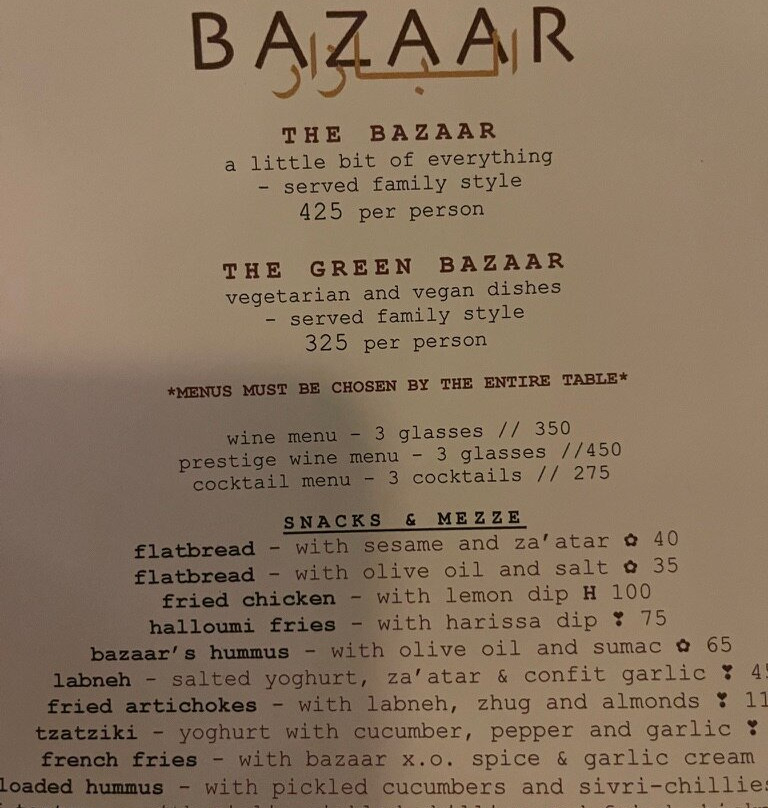 BAZAAR
البازار
THE BAZAAR
a little bit of everything
- served family style
425 per person
THE GREEN BAZAAR
vegetarian and vegan dishes
- served family style
325 per person
*MENUS MUST BE CHOSEN BY THE ENTIRE TABLE*
wine menu - 3 glasses // 350
prestige wine menu - 3 glasses //450
cocktail menu - 3 cocktails // 275
SNACKS & MEZZE
flatbread - with sesame and za'atar ✿ 40
flatbread - with olive oil and salt ✿ 35
fried chicken - with lemon dip H 100
halloumi fries - with harissa dip ❣ 75
bazaar's hummus - with olive oil and sumac ✿ 65
labneh - salted yoghurt, za'atar & confit garlic ❣
fried artichokes - with labneh, zhug and almonds ❣
tzatziki - yoghurt with cucumber, pepper and garlic ❣
french fries - with bazaar x.o. spice & garlic cream
loaded hummus - with pickled cucumbers and sivri-chillies